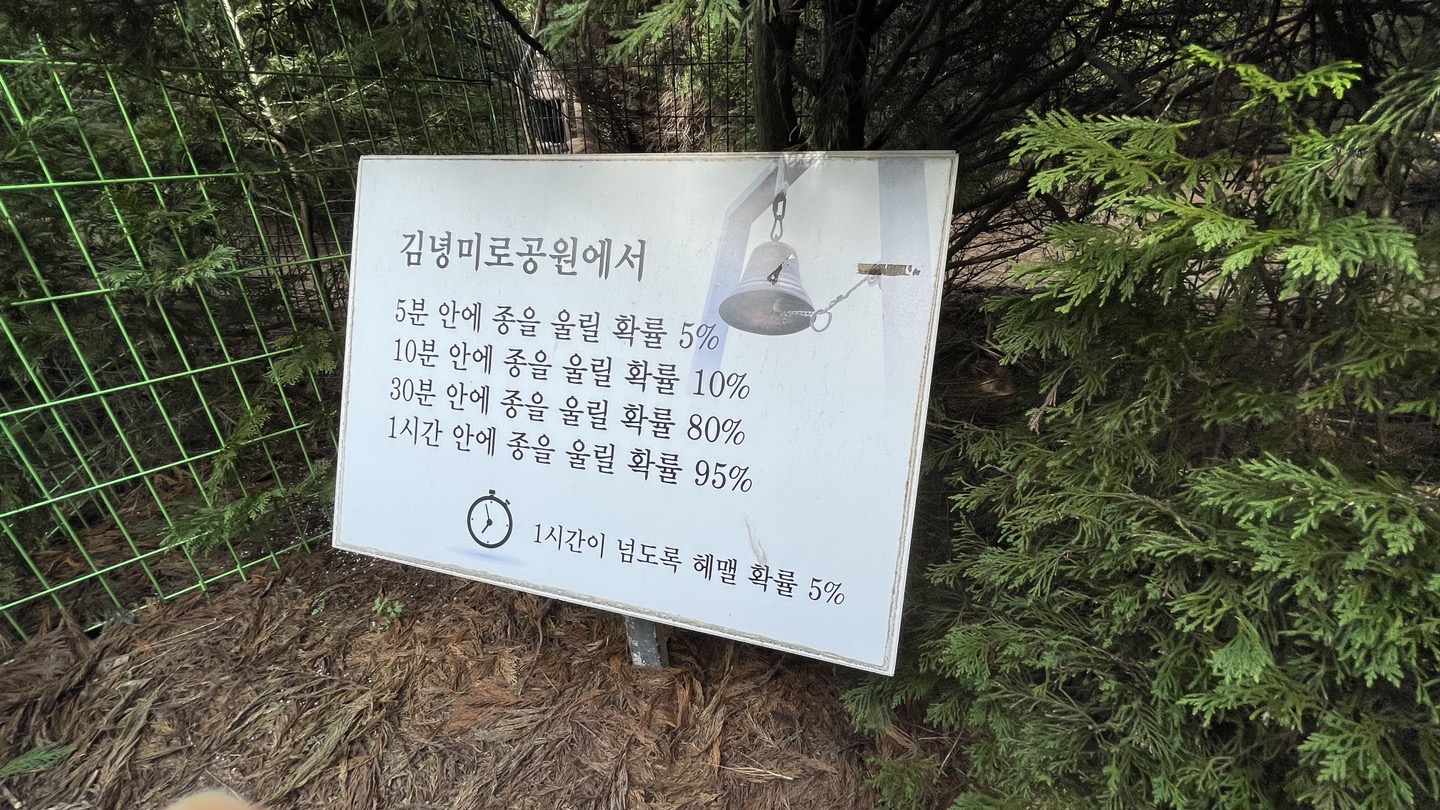 김녕미로공원에서
5분 안에 종을 울릴 확률 5%
10분 안에 종을 울릴 확률 10%
30분 안에 종을 울릴 확률 80%
1시간 안에 종을 울릴 확률 95%
1시간이 넘도록 헤맬 확률 5%